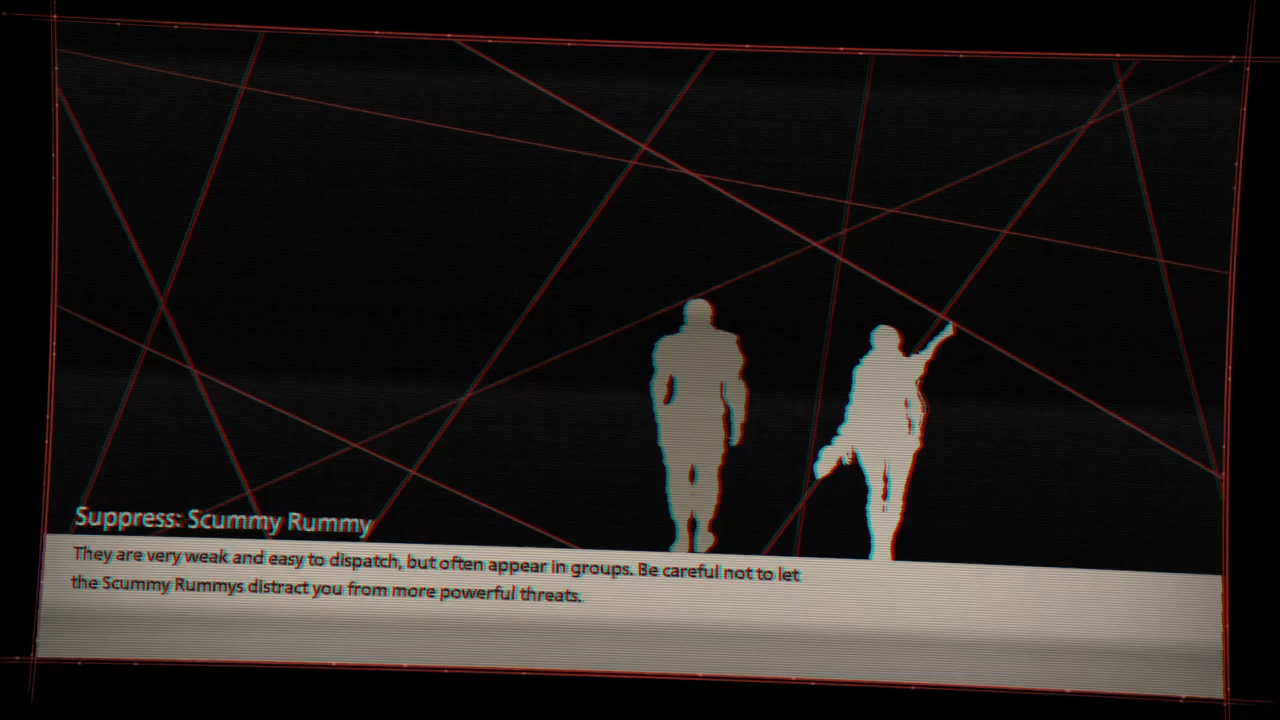 Suppress: Scummy Rummy
They are very weak and easy to dispatch, but often appear in groups. Be careful not to let
the Scummy Rummys distract you from more powerful threats.